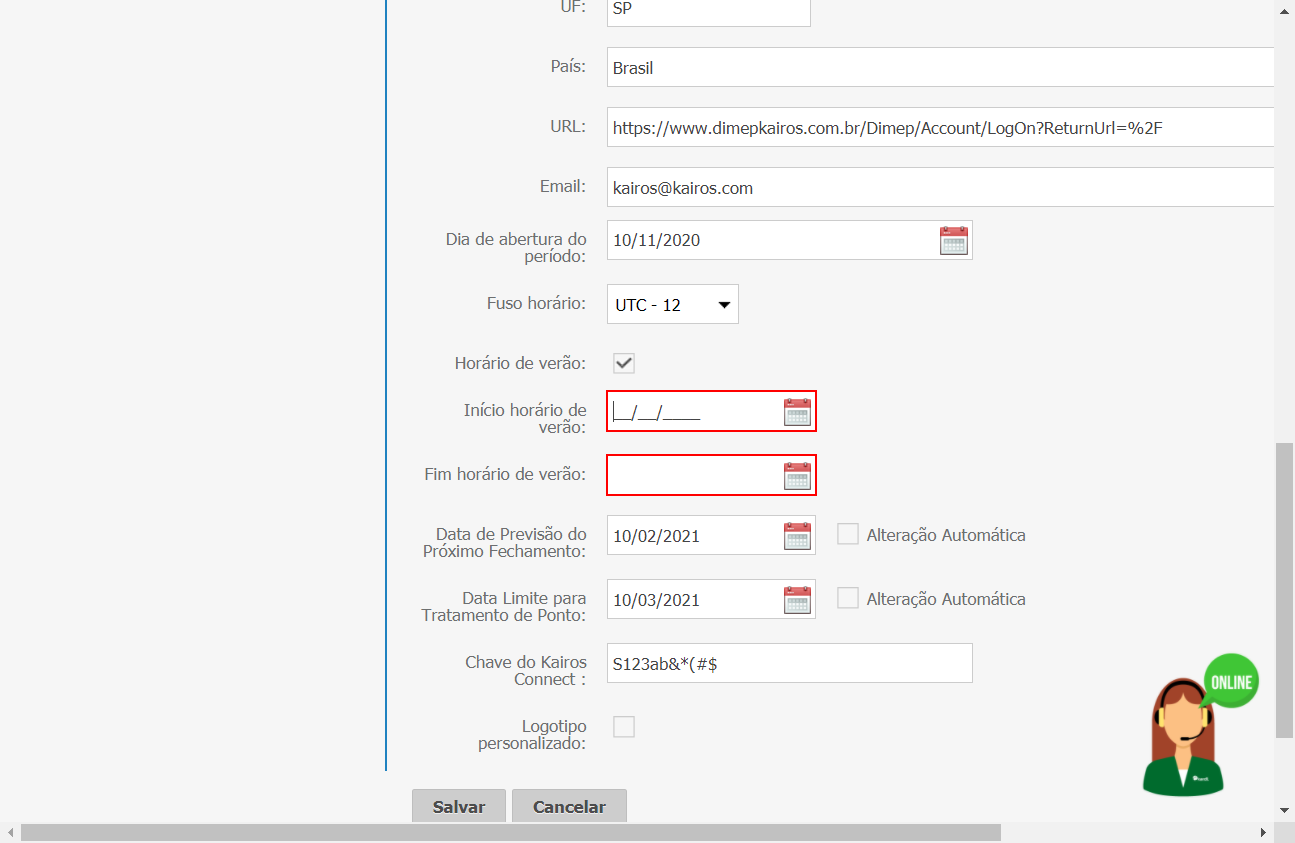 UF: SP
País: Brasil
URL: https://www.dimepkairos.com.br/Dimep/Account/LogOn?ReturnUrl=%2F
Email: kairos@kairos.com
Dia de abertura do
período: 10/11/2020
Fuso horário: UTC - 12
Horário de verão:
Início horário de
verão: __/__/____
Fim horário de verão:
Data de Previsão do
Próximo Fechamento: 10/02/2021 Alteração Automática
Data Limite para
Tratamento de Ponto: 10/03/2021 Alteração Automática
Chave do Kairos
Connect : S123ab&*(#$
ONLINE
Logotipo
personalizado:
Salvar Cancelar